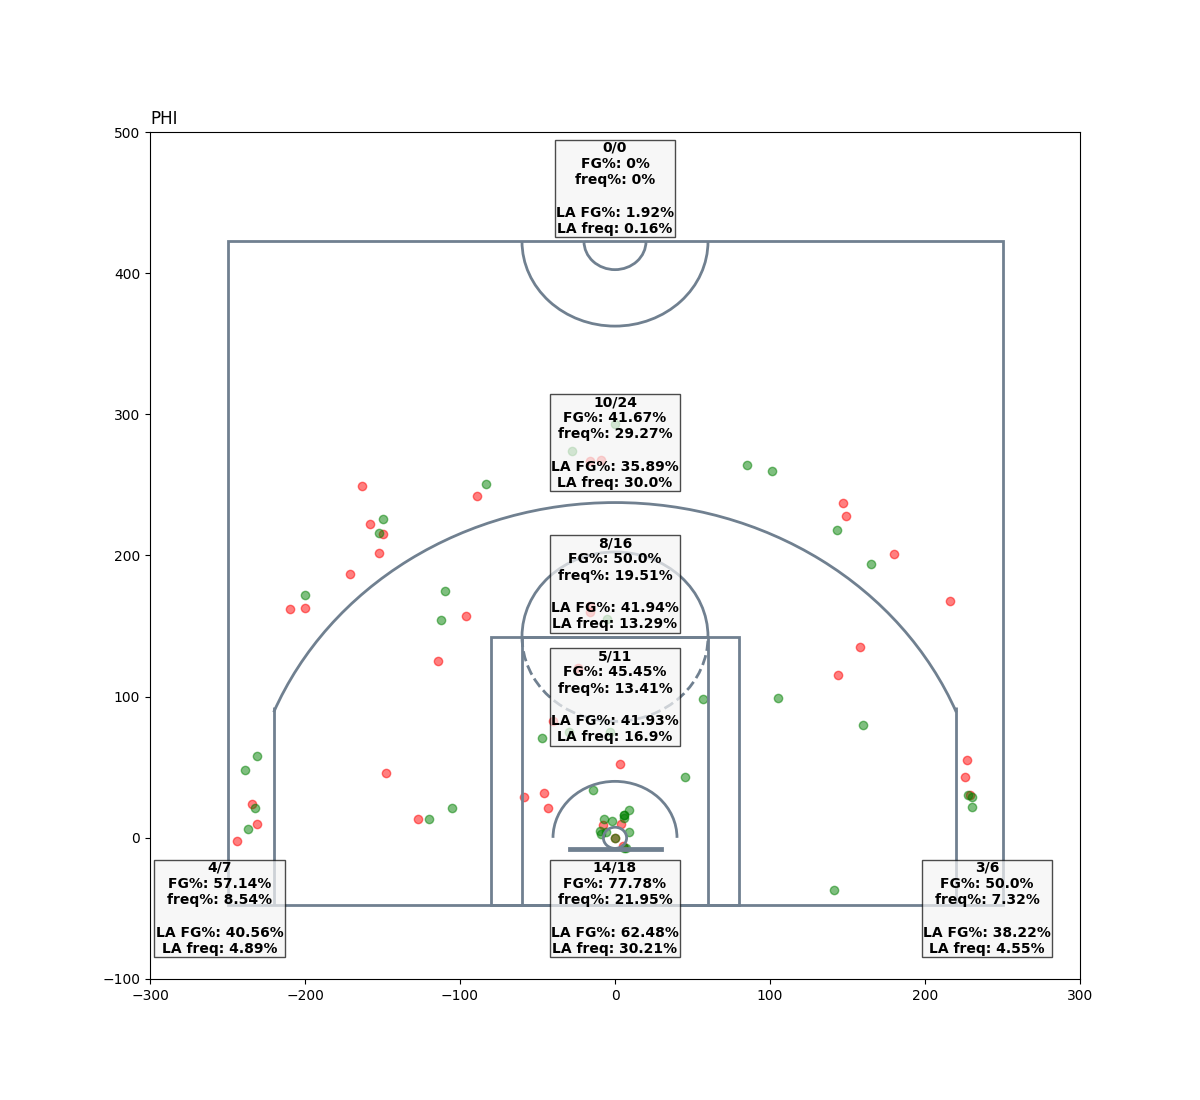 PHI
500
0/0
FG%: 0%
freq%: 0%
LA FG%: 1.92%
LA freq: 0.16%
400
300
10/24
FG%: 41.67%
freq%: 29.27%
LA FG%: 35.89%
LA freq: 30.0%
200
8/16
FG%: 50.0%
freq%: 19.51%
LA FG%: 41.94%
LA freq: 13.29%
5/11
FG%: 45.45%
freq%: 13.41%
LA FG%: 41.93%
LA freq: 16.9%
100
0
4/7
FG%: 57.14%
freq%: 8.54%
LA FG%: 40.56%
LA freq: 4.89%
14/18
FG%: 77.78%
freq%: 21.95%
LA FG%: 62.48%
LA freq: 30.21%
3/6
FG%: 50.0%
freq%: 7.32%
LA FG%: 38.22%
LA freq: 4.55%
−100
−300
−200
−100
0
100
200
300